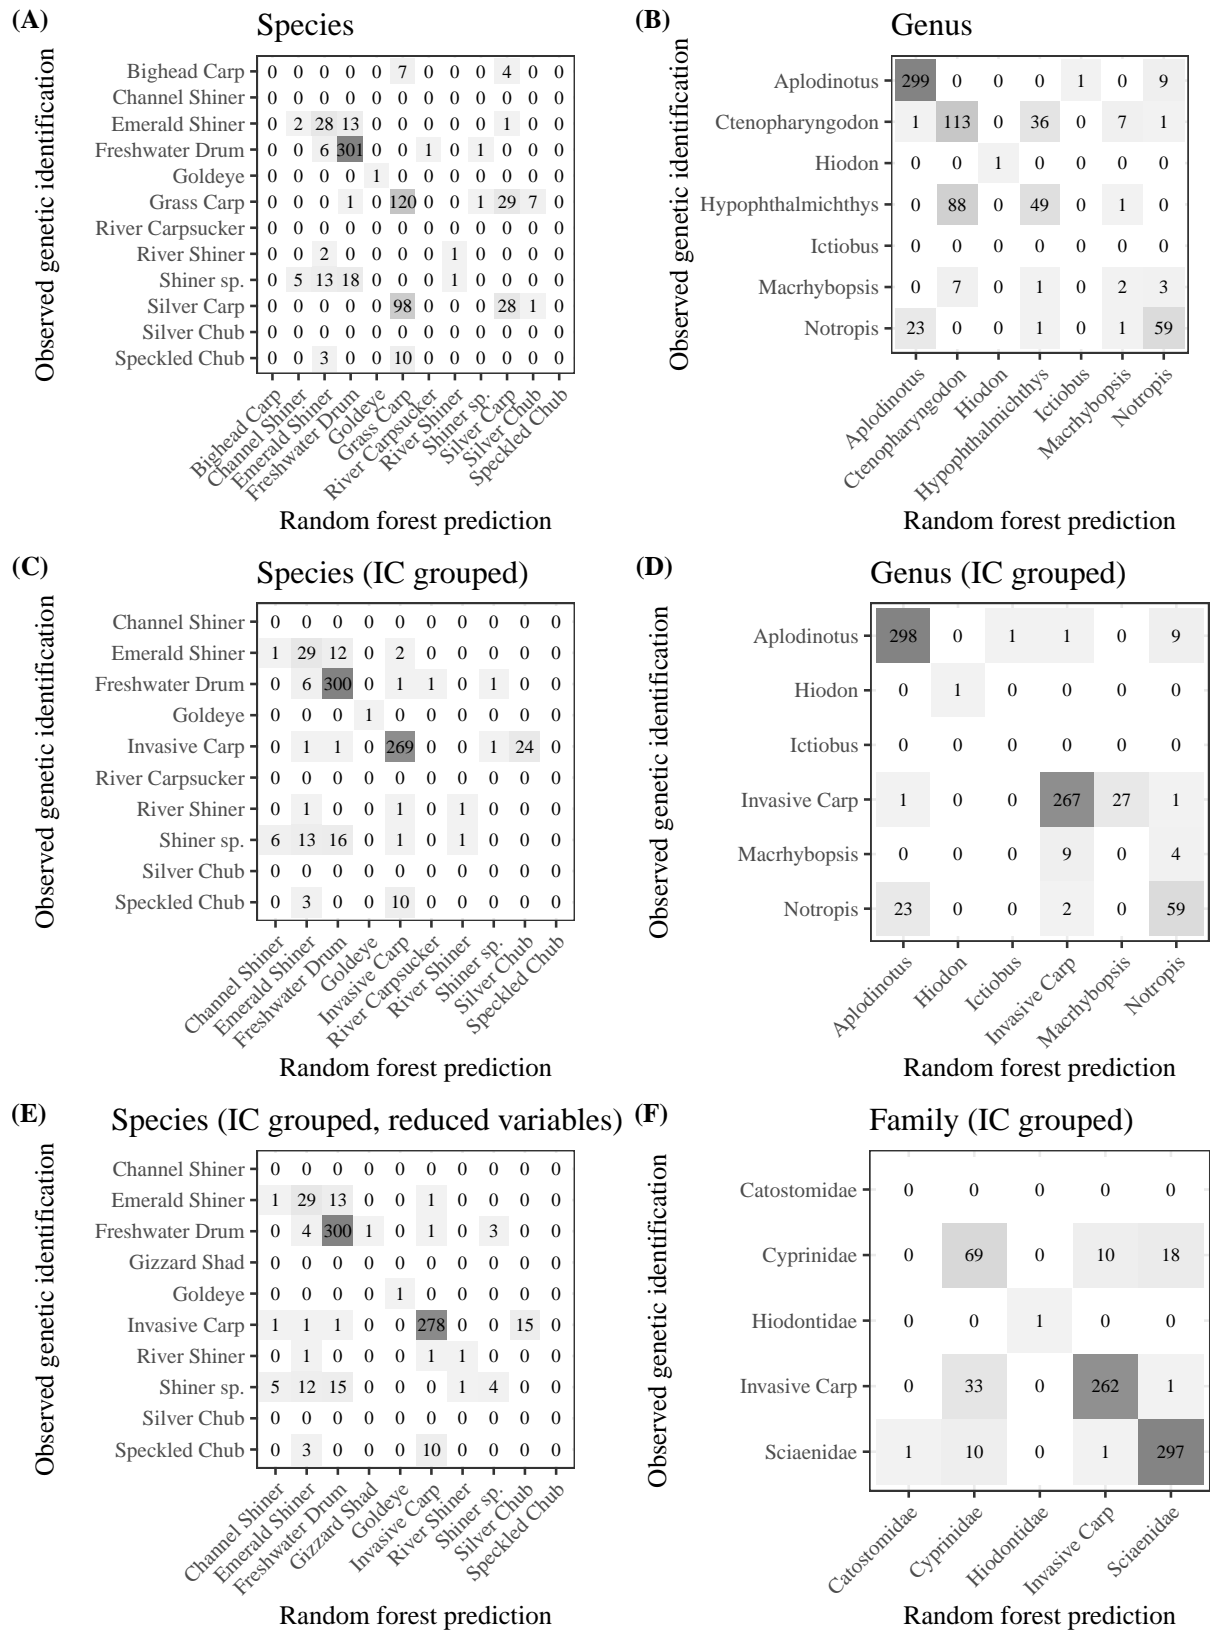 (A) Species
Observed genetic identification
Bighead Carp 0 0 0 0 0 7 0 0 0 4 0 0
Channel Shiner 0 0 0 0 0 0 0 0 0 0 0 0
Emerald Shiner 0 2 28 13 0 0 0 0 0 1 0 0
Freshwater Drum 0 0 6 301 0 0 1 0 1 0 0 0
Goldeye 0 0 0 0 1 0 0 0 0 0 0 0
Grass Carp 0 0 0 1 0 120 0 0 1 29 7 0
River Carpsucker 0 0 0 0 0 0 0 0 0 0 0 0
River Shiner 0 0 2 0 0 0 0 1 0 0 0 0
Shiner sp. 0 5 13 18 0 0 0 1 0 0 0 0
Silver Carp 0 0 0 0 0 98 0 0 0 28 1 0
Silver Chub 0 0 0 0 0 0 0 0 0 0 0 0
Speckled Chub 0 0 3 0 0 10 0 0 0 0 0 0
Bighead Carp
Channel Shiner
Emerald Shiner
Freshwater Drum
Goldeye
Grass Carp
River Carpsucker
River Shiner
Shiner sp.
Silver Carp
Silver Chub
Speckled Chub
Random forest prediction
(B) Genus
Observed genetic identification
Aplodinotus 299 0 0 0 1 0 9
Ctenopharyngodon 1 113 0 36 0 7 1
Hiodon 0 0 1 0 0 0 0
Hypophthalmichthys 0 88 0 49 0 1 0
Ictiobus 0 0 0 0 0 0 0
Macrhybopsis 0 7 0 1 0 2 3
Notropis 23 0 0 1 0 1 59
Aplodinotus
Ctenopharyngodon
Hiodon
Hypophthalmichthys
Ictiobus
Macrhybopsis
Notropis
Random forest prediction
(C) Species (IC grouped)
Observed genetic identification
Channel Shiner 0 0 0 0 0 0 0 0 0 0
Emerald Shiner 1 29 12 0 2 0 0 0 0 0
Freshwater Drum 0 6 300 0 1 1 0 1 0 0
Goldeye 0 0 0 1 0 0 0 0 0 0
Invasive Carp 0 1 1 0 269 0 0 1 24 0
River Carpsucker 0 0 0 0 0 0 0 0 0 0
River Shiner 0 1 0 0 1 0 1 0 0 0
Shiner sp. 6 13 16 0 1 0 1 0 0 0
Silver Chub 0 0 0 0 0 0 0 0 0 0
Speckled Chub 0 3 0 0 10 0 0 0 0 0
Channel Shiner
Emerald Shiner
Freshwater Drum
Goldeye
Invasive Carp
River Carpsucker
River Shiner
Shiner sp.
Silver Chub
Speckled Chub
Random forest prediction
(D) Genus (IC grouped)
Observed genetic identification
Aplodinotus 298 0 1 1 0 9
Hiodon 0 1 0 0 0 0
Ictiobus 0 0 0 0 0 0
Invasive Carp 1 0 0 267 27 1
Macrhybopsis 0 0 0 9 0 4
Notropis 23 0 0 2 0 59
Aplodinotus
Hiodon
Ictiobus
Invasive Carp
Macrhybopsis
Notropis
Random forest prediction
(E) Species (IC grouped, reduced variables)
Observed genetic identification
Channel Shiner 0 0 0 0 0 0 0 0 0 0
Emerald Shiner 1 29 13 0 0 1 0 0 0 0
Freshwater Drum 0 4 300 1 0 1 0 3 0 0
Gizzard Shad 0 0 0 0 0 0 0 0 0 0
Goldeye 0 0 0 0 1 0 0 0 0 0
Invasive Carp 1 1 1 0 0 278 0 0 15 0
River Shiner 0 1 0 0 0 1 1 0 0 0
Shiner sp. 5 12 15 0 0 0 1 4 0 0
Silver Chub 0 0 0 0 0 0 0 0 0 0
Speckled Chub 0 3 0 0 0 10 0 0 0 0
Channel Shiner
Emerald Shiner
Freshwater Drum
Gizzard Shad
Goldeye
Invasive Carp
River Shiner
Shiner sp.
Silver Chub
Speckled Chub
Random forest prediction
(F) Family (IC grouped)
Observed genetic identification
Catostomidae 0 0 0 0 0
Cyprinidae 0 69 0 10 18
Hiodontidae 0 0 1 0 0
Invasive Carp 0 33 0 262 1
Sciaenidae 1 10 0 1 297
Catostomidae
Cyprinidae
Hiodontidae
Invasive Carp
Sciaenidae
Random forest prediction